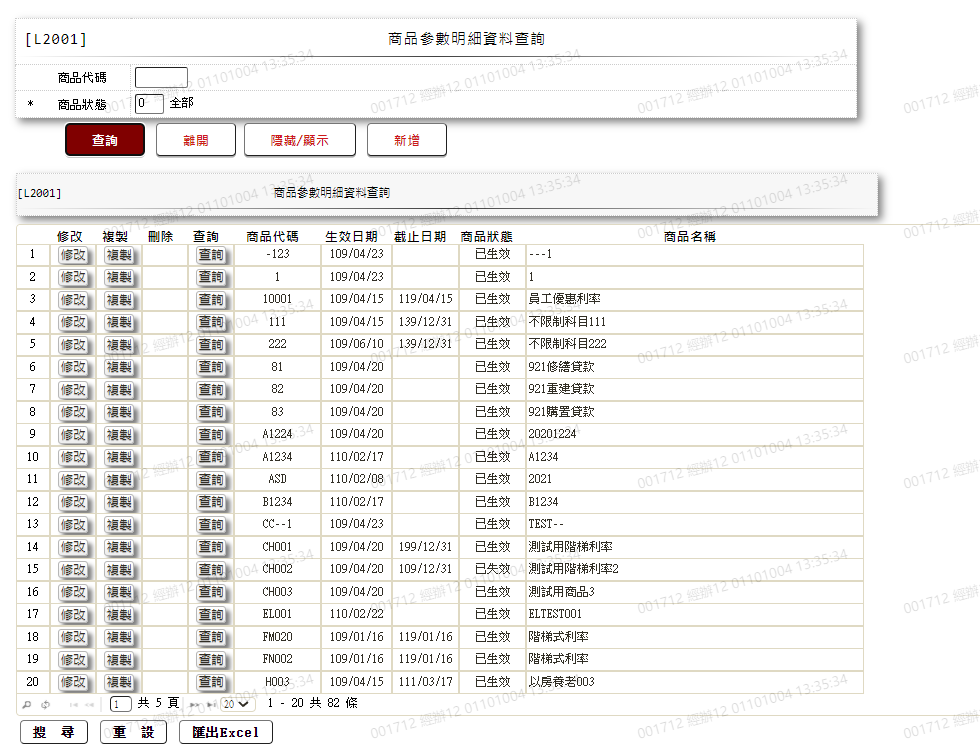 [L2001] 商品參數明細資料查詢
商品代碼
* 商品狀態 0 全部
查詢 離開 隱藏/顯示 新增
[L2001] 商品參數明細資料查詢
修改 複製 刪除 查詢 商品代碼 生效日期 截止日期 商品狀態 商品名稱
1 修改 複製 查詢 -123 109/04/23 已生效 ---1
2 修改 複製 查詢 1 109/04/23 已生效 1
3 修改 複製 查詢 10001 109/04/15 119/04/15 已生效 員工優惠利率
4 修改 複製 查詢 111 109/04/15 139/12/31 已生效 不限制科目111
5 修改 複製 查詢 222 109/06/10 139/12/31 已生效 不限制科目222
6 修改 複製 查詢 81 109/04/20 已生效 921修繕貸款
7 修改 複製 查詢 82 109/04/20 已生效 921重建貸款
8 修改 複製 查詢 83 109/04/20 已生效 921購置貸款
9 修改 複製 查詢 A1224 109/04/20 已生效 20201224
10 修改 複製 查詢 A1234 110/02/17 已生效 A1234
11 修改 複製 查詢 ASD 110/02/08 已生效 2021
12 修改 複製 查詢 B1234 110/02/17 已生效 B1234
13 修改 複製 查詢 CC--1 109/04/23 已生效 TEST--
14 修改 複製 查詢 CH001 109/04/20 199/12/31 已生效 測試用階梯利率
15 修改 複製 查詢 CH002 109/04/20 109/12/31 已失效 測試用階梯利率2
16 修改 複製 查詢 CH003 109/04/20 已生效 測試用商品3
17 修改 複製 查詢 EL001 110/02/22 已生效 ELTEST001
18 修改 複製 查詢 FM020 109/01/16 119/01/16 已生效 階梯式利率
19 修改 複製 查詢 FN002 109/01/16 119/01/16 已生效 階梯式利率
20 修改 複製 查詢 H003 109/04/15 111/03/17 已生效 以房養老003
1 共 5 頁 20 1 - 20 共 82 條
搜 尋 重 設 匯出Excel
001712 經辦12 01101004 13:35:34